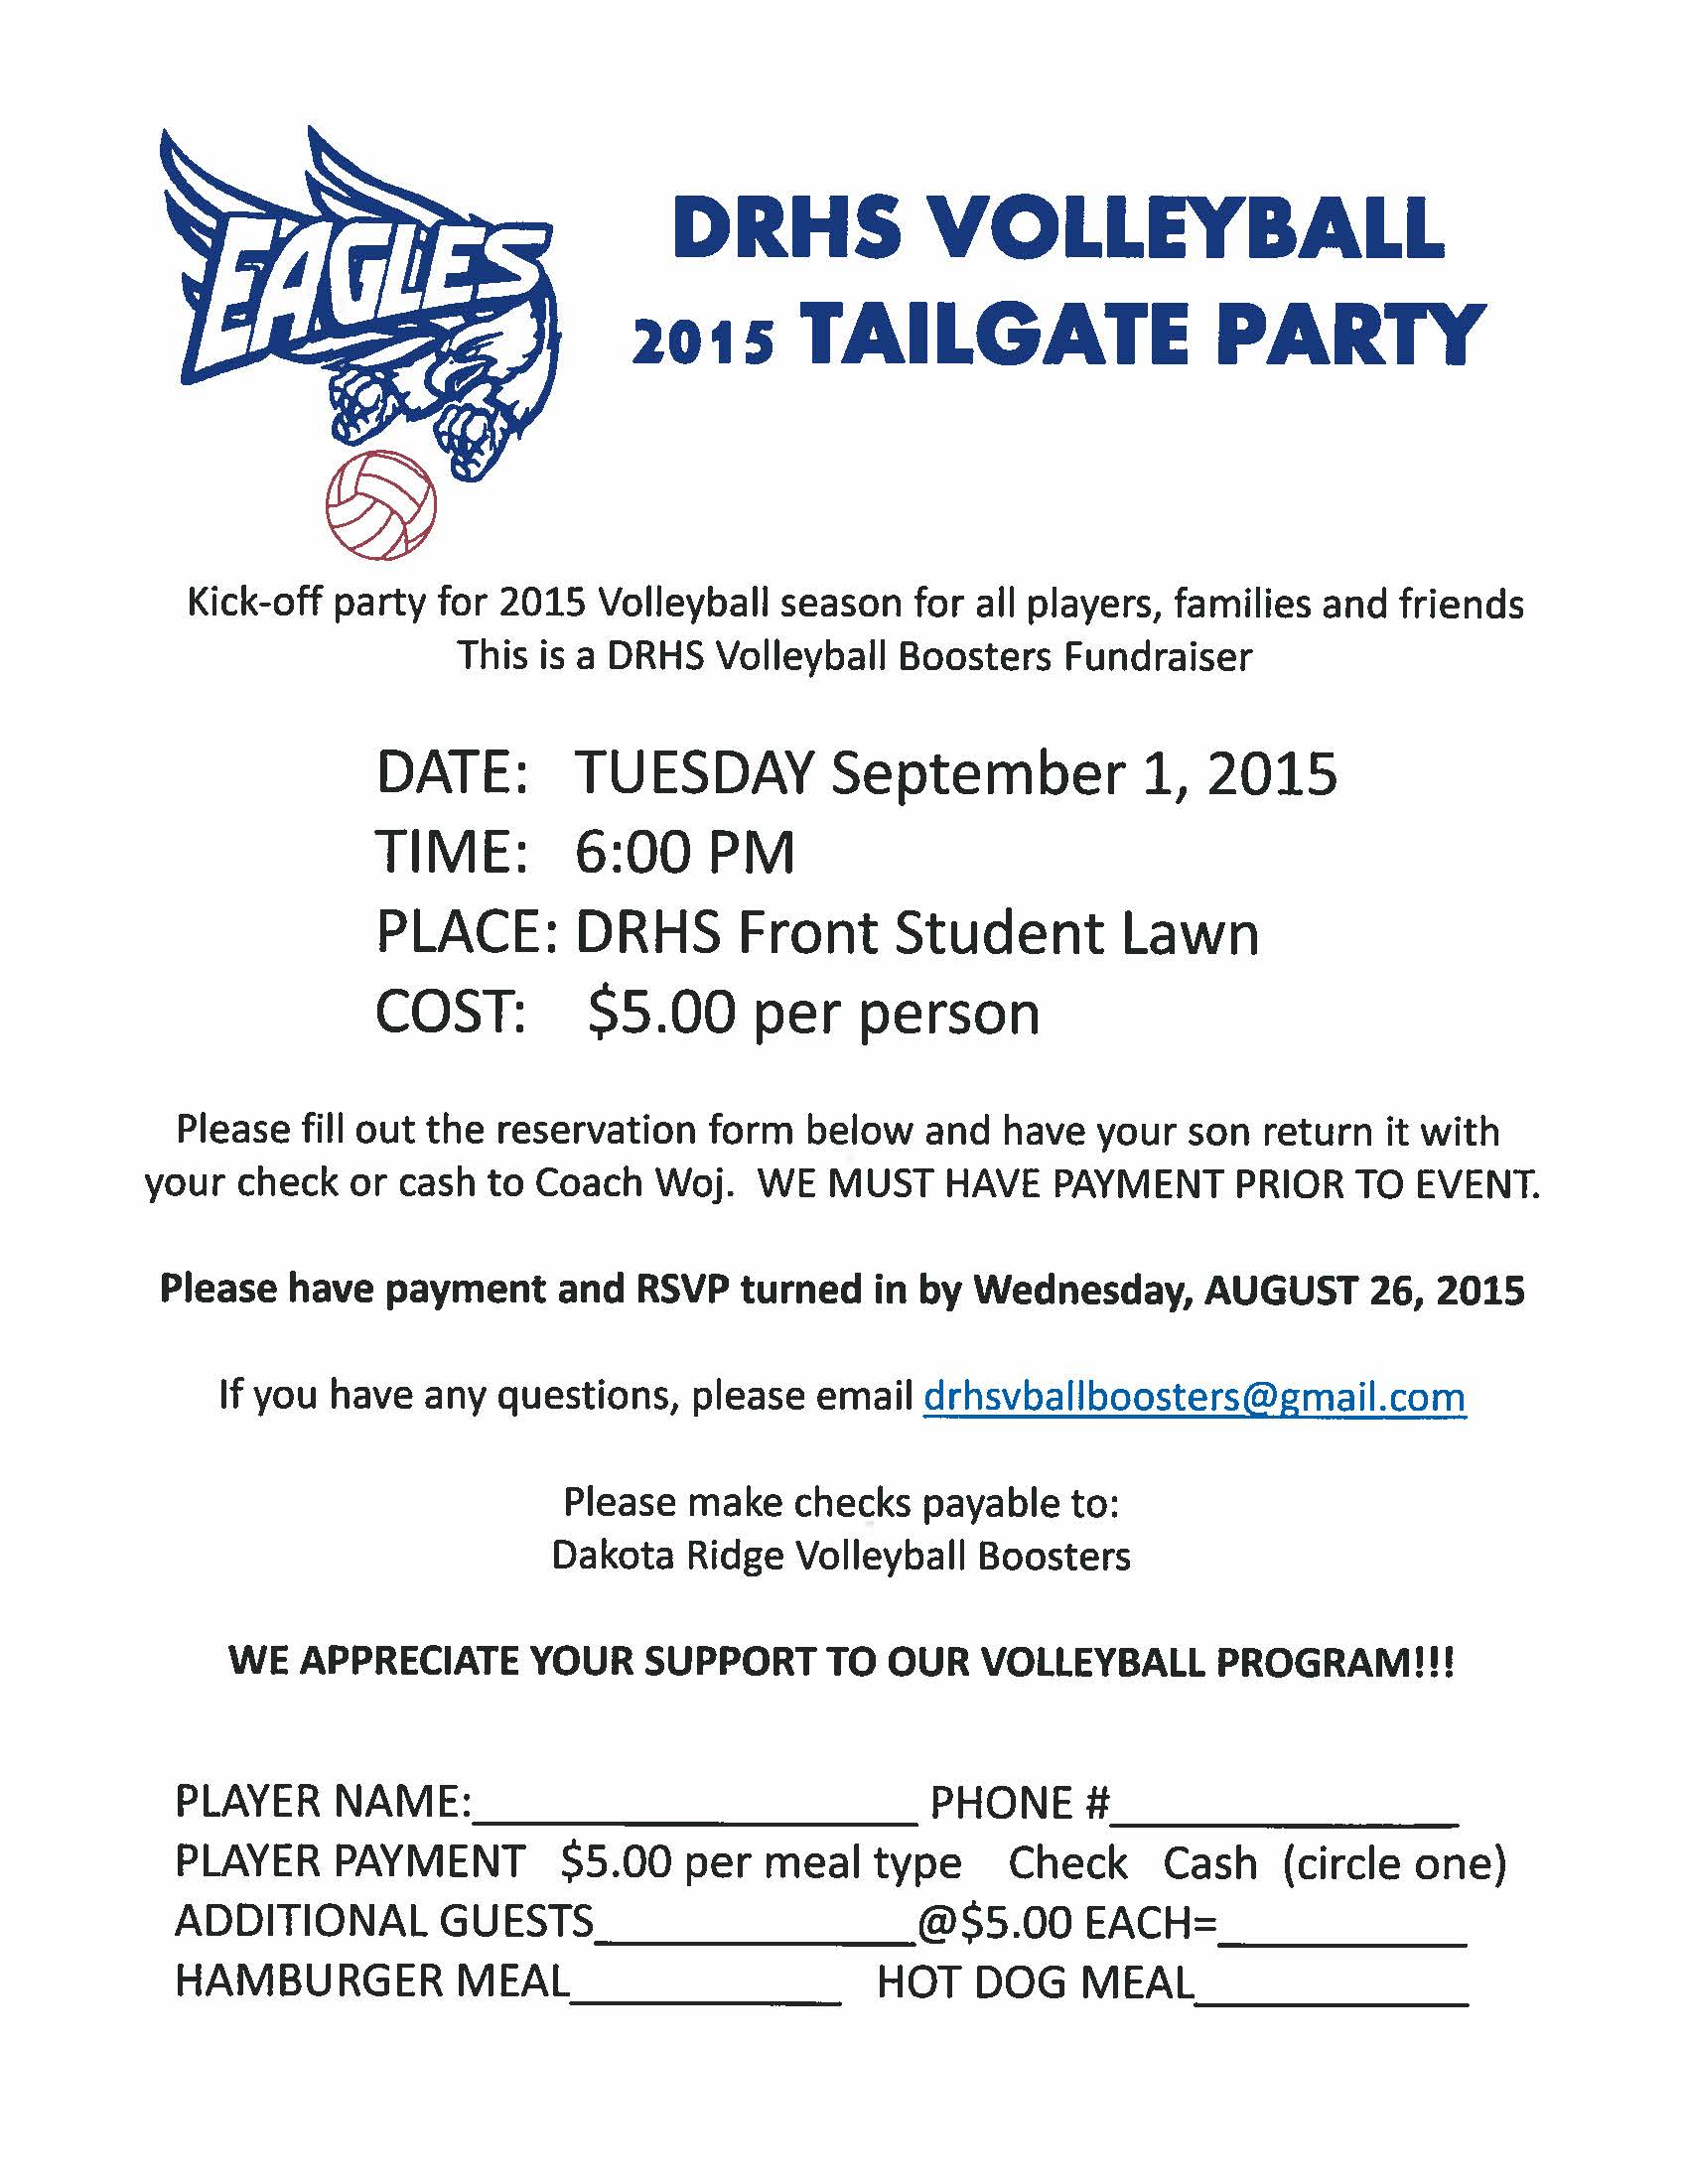 EAGLES
DRHS VOLLEYBALL
2015 TAILGATE PARTY
Kick-off party for 2015 Volleyball season for all players, families and friends
This is a DRHS Volleyball Boosters Fundraiser
DATE: TUESDAY September 1, 2015
TIME: 6:00 PM
PLACE: DRHS Front Student Lawn
COST: $5.00 per person
Please fill out the reservation form below and have your son return it with
your check or cash to Coach Woj. WE MUST HAVE PAYMENT PRIOR TO EVENT.
Please have payment and RSVP turned in by Wednesday, AUGUST 26, 2015
If you have any questions, please email drhsvballboosters@gmail.com
Please make checks payable to:
Dakota Ridge Volleyball Boosters
WE APPRECIATE YOUR SUPPORT TO OUR VOLLEYBALL PROGRAM!!!
PLAYER NAME:____________________ PHONE #________________
PLAYER PAYMENT $5.00 per meal type Check Cash (circle one)
ADDITIONAL GUESTS______________@$5.00 EACH=___________
HAMBURGER MEAL____________ HOT DOG MEAL____________